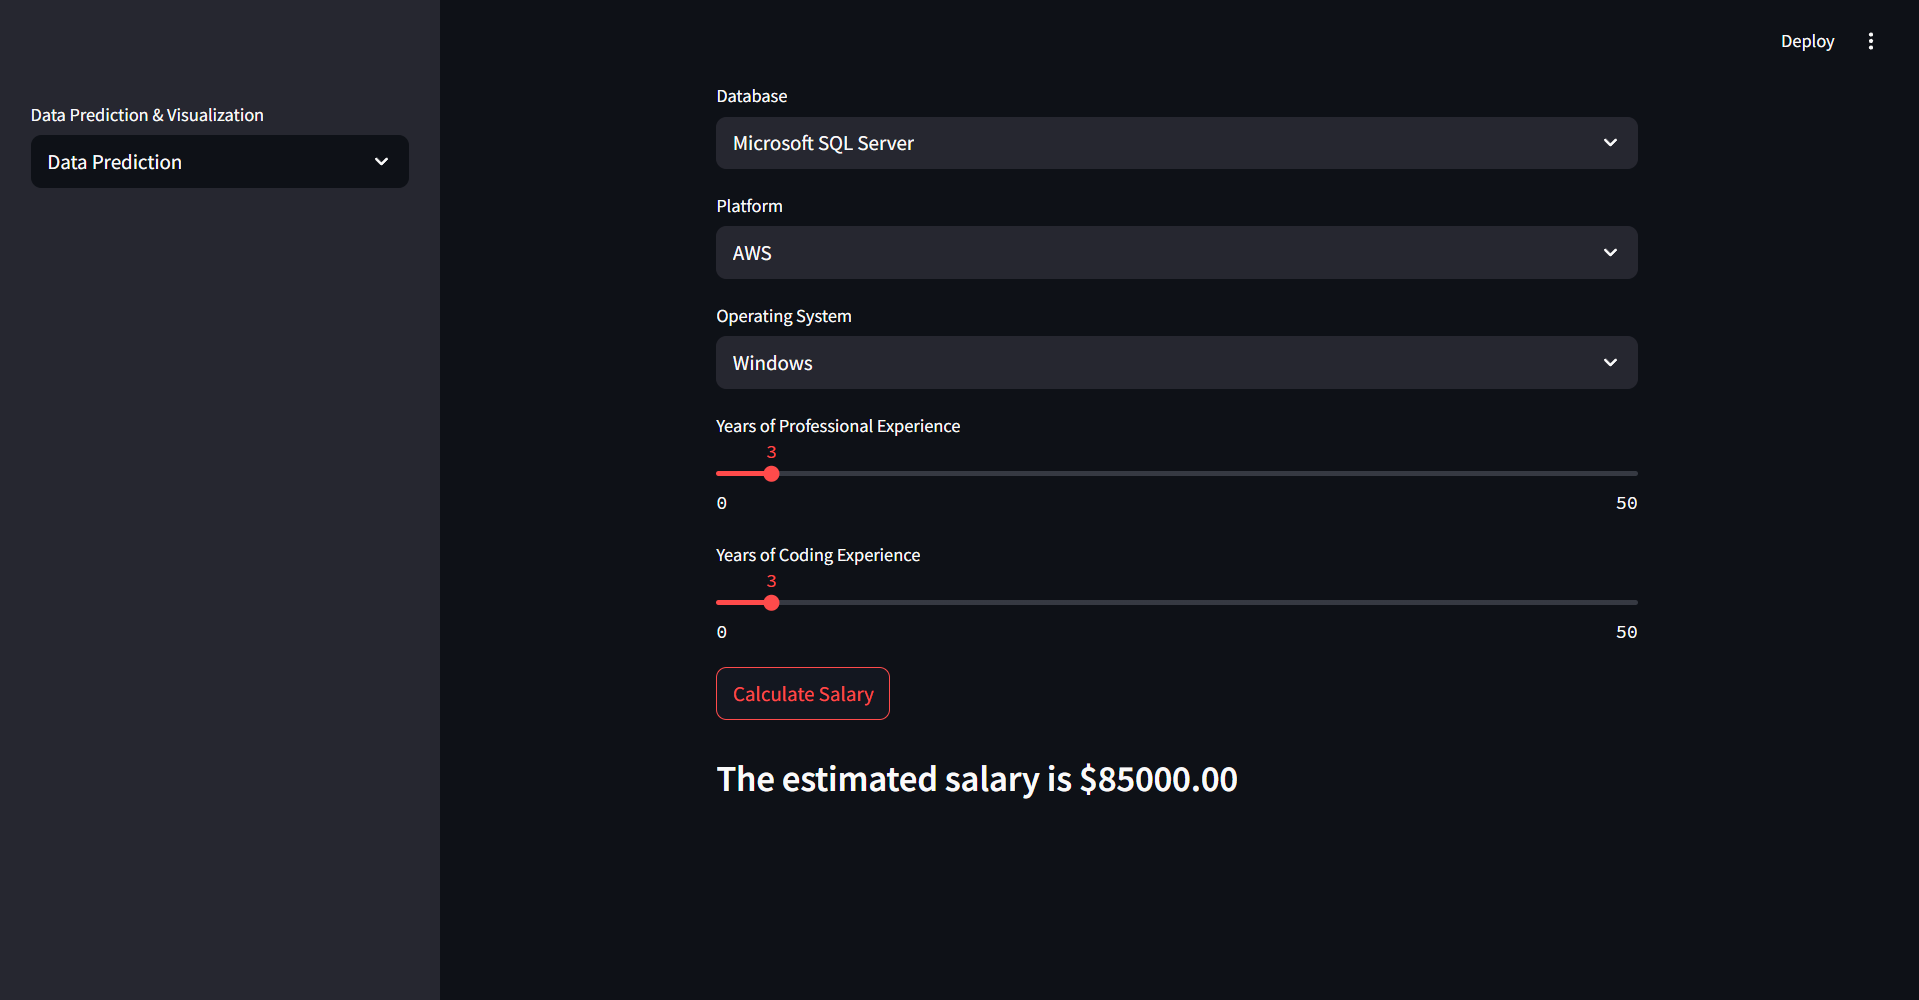 Deploy
Data Prediction & Visualization
Data Prediction
Database
Microsoft SQL Server
Platform
AWS
Operating System
Windows
Years of Professional Experience
3
0 50
Years of Coding Experience
3
0 50
Calculate Salary
The estimated salary is $85000.00